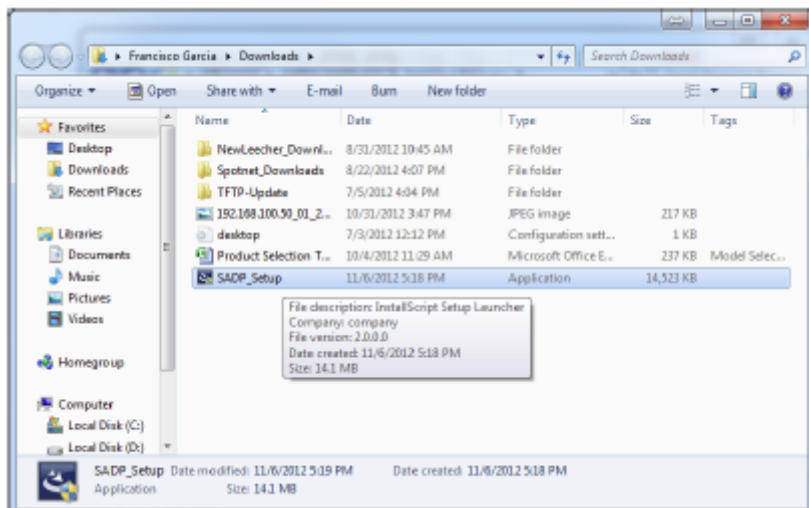 Francisco Garcia ▸ Downloads ▸
Search Downloads
Organize Open Share with E-mail Burn New folder
Name Date Type Size Tags
Favorites
Desktop
Downloads
Recent Places
Libraries
Documents
Music
Pictures
Videos
Homegroup
Computer
Local Disk (C:)
Local Disk (D:)
NewLeecher_Downl... 8/31/2012 10:45 AM File folder
Spotnet_Downloads 8/22/2012 4:07 PM File folder
TFTP-Update 7/5/2012 4:04 PM File folder
192.168.100.50_01_2... 10/31/2012 3:47 PM JPEG image 217 KB
desktop 7/3/2012 12:12 PM Configuration sett... 1 KB
Product Selection T... 10/4/2012 11:29 AM Microsoft Office E... 237 KB Model Selec...
SADP_Setup 11/6/2012 5:18 PM Application 14,523 KB
File description: InstallScript Setup Launcher
Company: company
File version: 2.0.0.0
Date created: 11/6/2012 5:18 PM
Size: 14.1 MB
SADP_Setup Date modified: 11/6/2012 5:19 PM Date created: 11/6/2012 5:18 PM
Application Size: 14.1 MB